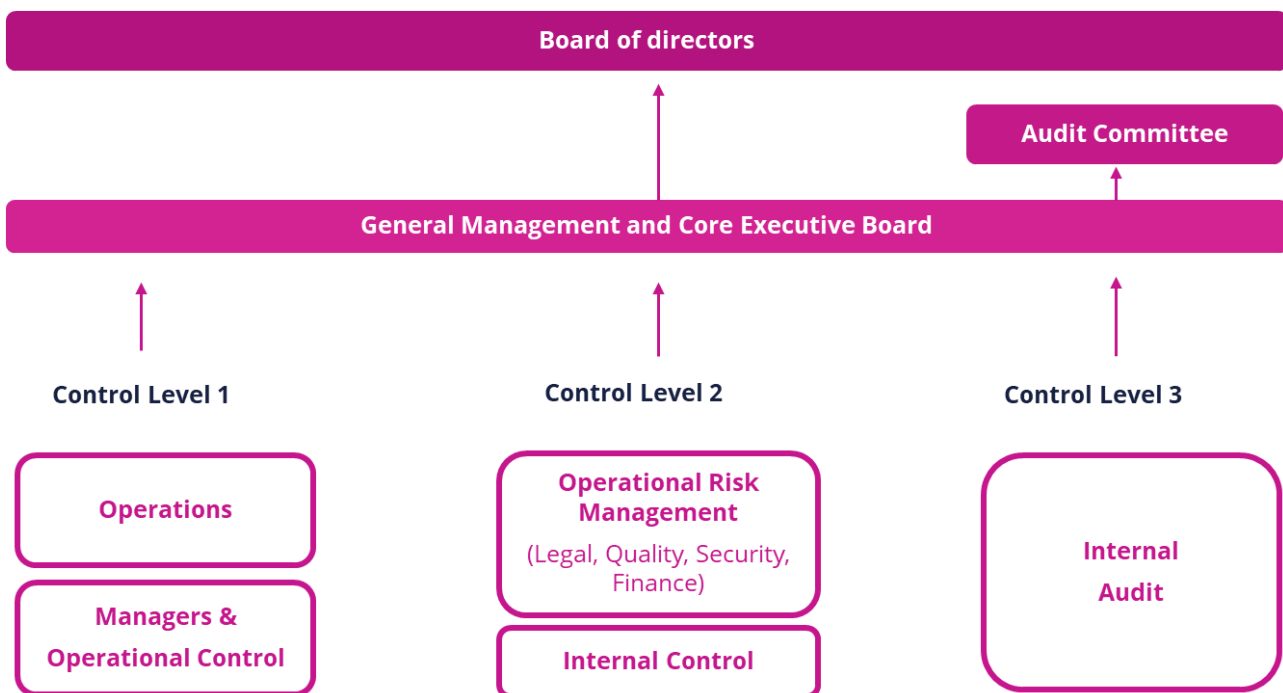 Board of directors
Audit Committee
General Management and Core Executive Board
Control Level 1
Control Level 2
Control Level 3
Operations
Managers &
Operational Control
Operational Risk
Management
(Legal, Quality, Security,
Finance)
Internal Control
Internal
Audit